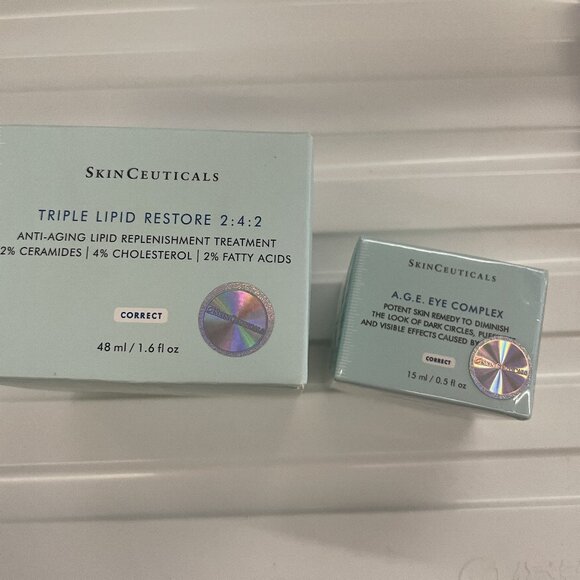 SKINCEUTICALS
TRIPLE LIPID RESTORE 2:4:2
ANTI-AGING LIPID REPLENISHMENT TREATMENT
2% CERAMIDES | 4% CHOLESTEROL | 2% FATTY ACIDS
CORRECT
48 ml / 1.6 fl oz
SKINCEUTICALS
A.G.E. EYE COMPLEX
POTENT SKIN REMEDY TO DIMINISH
THE LOOK OF DARK CIRCLES,
AND VISIBLE EFFECTS CAUSED BY
CORRECT
15 ml / 0.5 fl oz